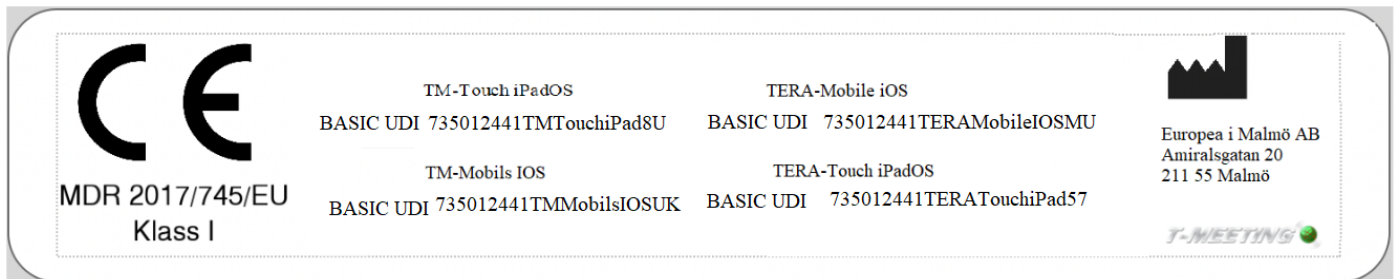 CE
MDR 2017/745/EU
Klass I
TM-Touch iPadOS
BASIC UDI 735012441TMTouchiPad8U
TM-Mobils IOS
BASIC UDI 735012441TMMobilsIOSUK
TERA-Mobile iOS
BASIC UDI 735012441TERAMobileIOSMU
TERA-Touch iPadOS
BASIC UDI 735012441TERATouchiPad57
Europea i Malmö AB
Amiralsgatan 20
211 55 Malmö
T-MEETING